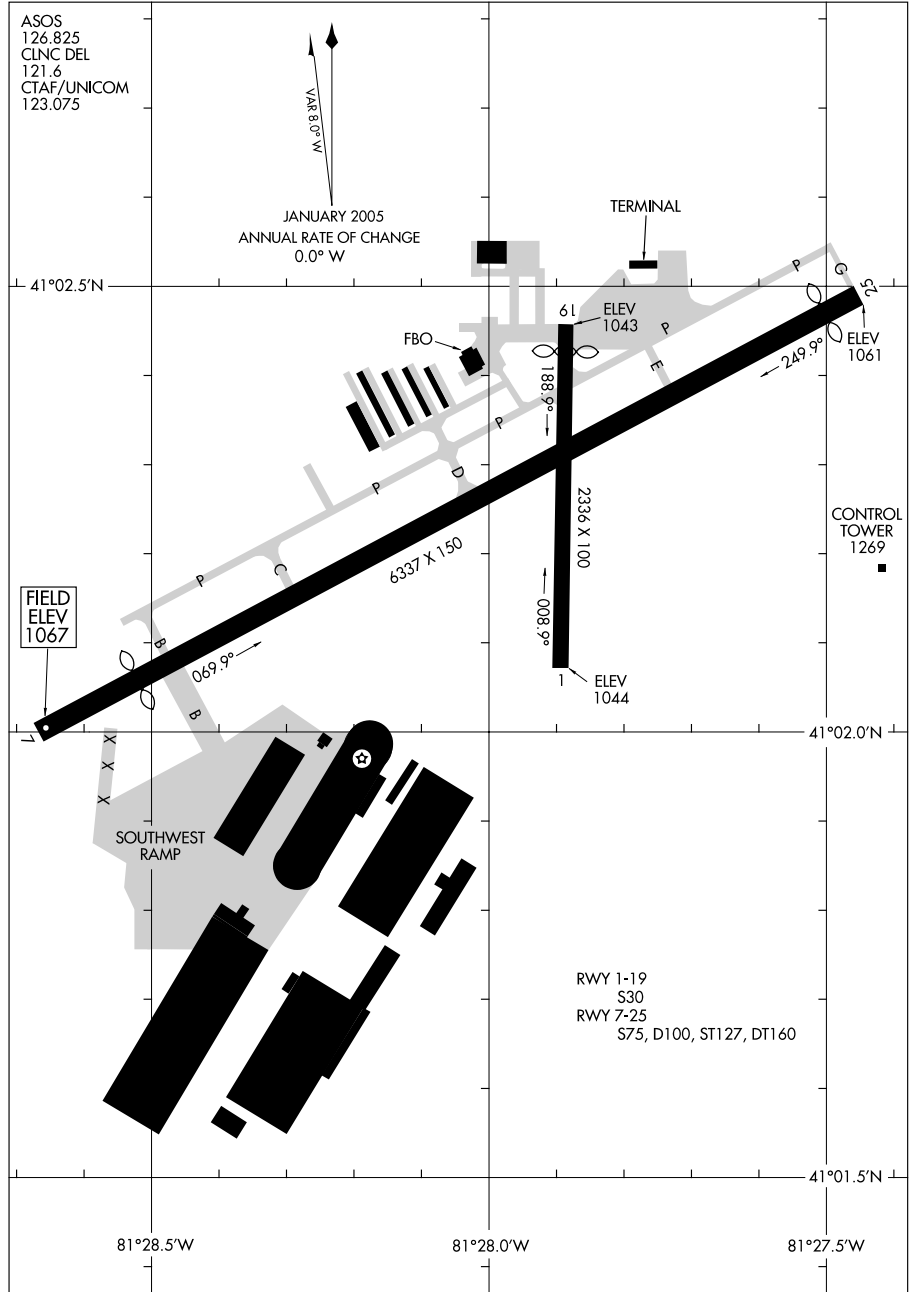 ASOS
126.825
CLNC DEL
121.6
CTAF/UNICOM
123.075
VAR 8.0° W
JANUARY 2005
ANNUAL RATE OF CHANGE
0.0° W
TERMINAL
41°02.5'N
P
G
25
19
ELEV
1043
P
ELEV
1061
FBO
249.9°
E
188.9°
P
D
P
2336 X 100
CONTROL
TOWER
1269
6337 X 150
C
P
FIELD
ELEV
1067
008.9°
B
069.9°
1
ELEV
1044
B
7
41°02.0'N
X
X
X
SOUTHWEST
RAMP
RWY 1-19
S30
RWY 7-25
S75, D100, ST127, DT160
41°01.5'N
81°28.5'W
81°28.0'W
81°27.5'W